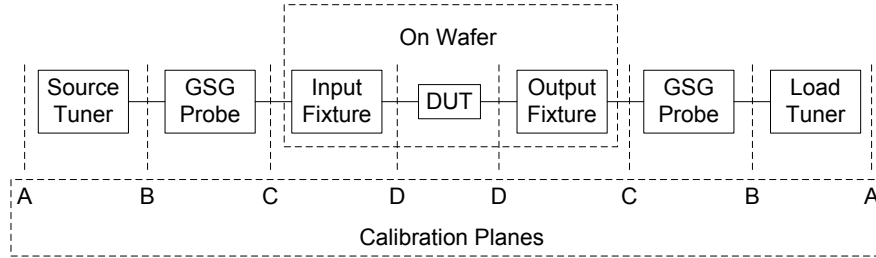 On Wafer
Source Tuner
GSG Probe
Input Fixture
DUT
Output Fixture
GSG Probe
Load Tuner
A B C D D C B A
Calibration Planes